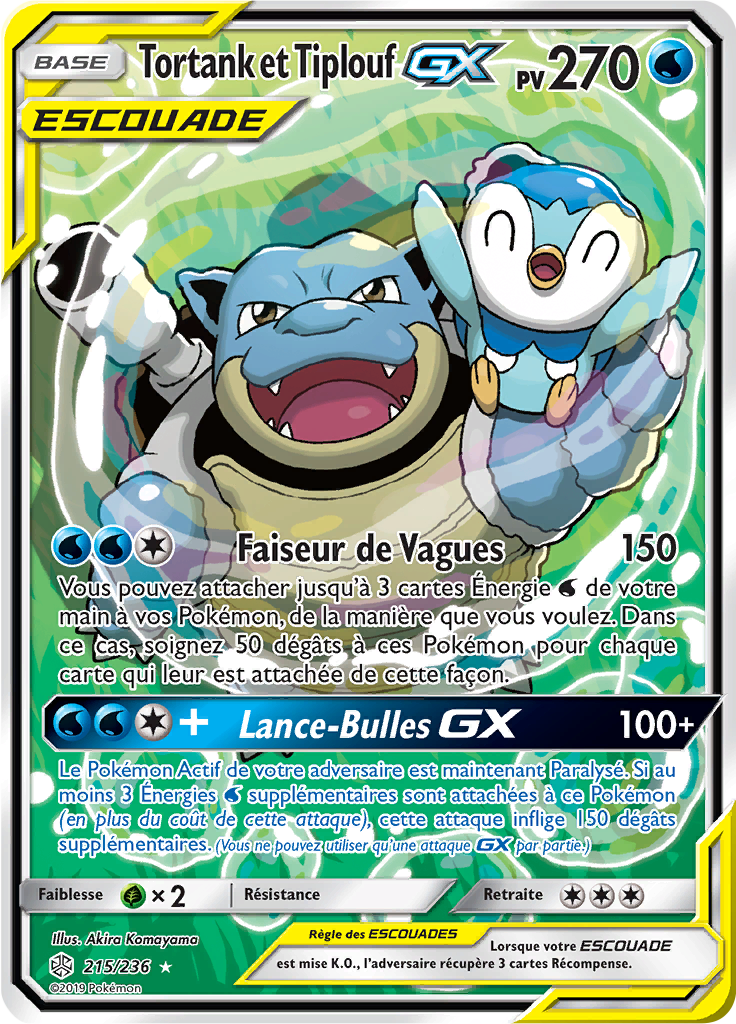 BASE
Tortank et Tiplouf GX PV 270
ESCOUADE
Faiseur de Vagues 150
Vous pouvez attacher jusqu'à 3 cartes Énergie de votre
main à vos Pokémon, de la manière que vous voulez. Dans
ce cas, soignez 50 dégâts à ces Pokémon pour chaque
carte qui leur est attachée de cette façon.
+ Lance-Bulles GX 100+
Le Pokémon Actif de votre adversaire est maintenant Paralysé. Si au
moins 3 Énergies supplémentaires sont attachées à ce Pokémon
(en plus du coût de cette attaque), cette attaque inflige 150 dégâts
supplémentaires. (Vous ne pouvez utiliser qu'une attaque GX par partie.)
Faiblesse × 2 Résistance Retraite
Illus. Akira Komayama
215/236
©2019 Pokémon
Règle des ESCOUADES
Lorsque votre ESCOUADE
est mise K.O., l'adversaire récupère 3 cartes Récompense.